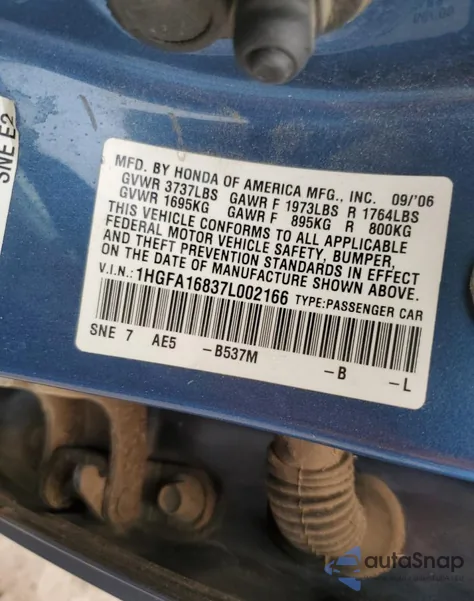 SNE E2
MFD. BY HONDA OF AMERICA MFG., INC. 09/'06
GVWR 3737LBS GAWR F 1973LBS R 1764LBS
GVWR 1695KG GAWR F 895KG R 800KG
THIS VEHICLE CONFORMS TO ALL APPLICABLE
FEDERAL MOTOR VEHICLE SAFETY, BUMPER,
AND THEFT PREVENTION STANDARDS IN EFFECT
ON THE DATE OF MANUFACTURE SHOWN ABOVE.
V.I.N.: 1HGFA16837L002166 TYPE:PASSENGER CAR
SNE 7 AE5 -B537M -B -L
autaSnap